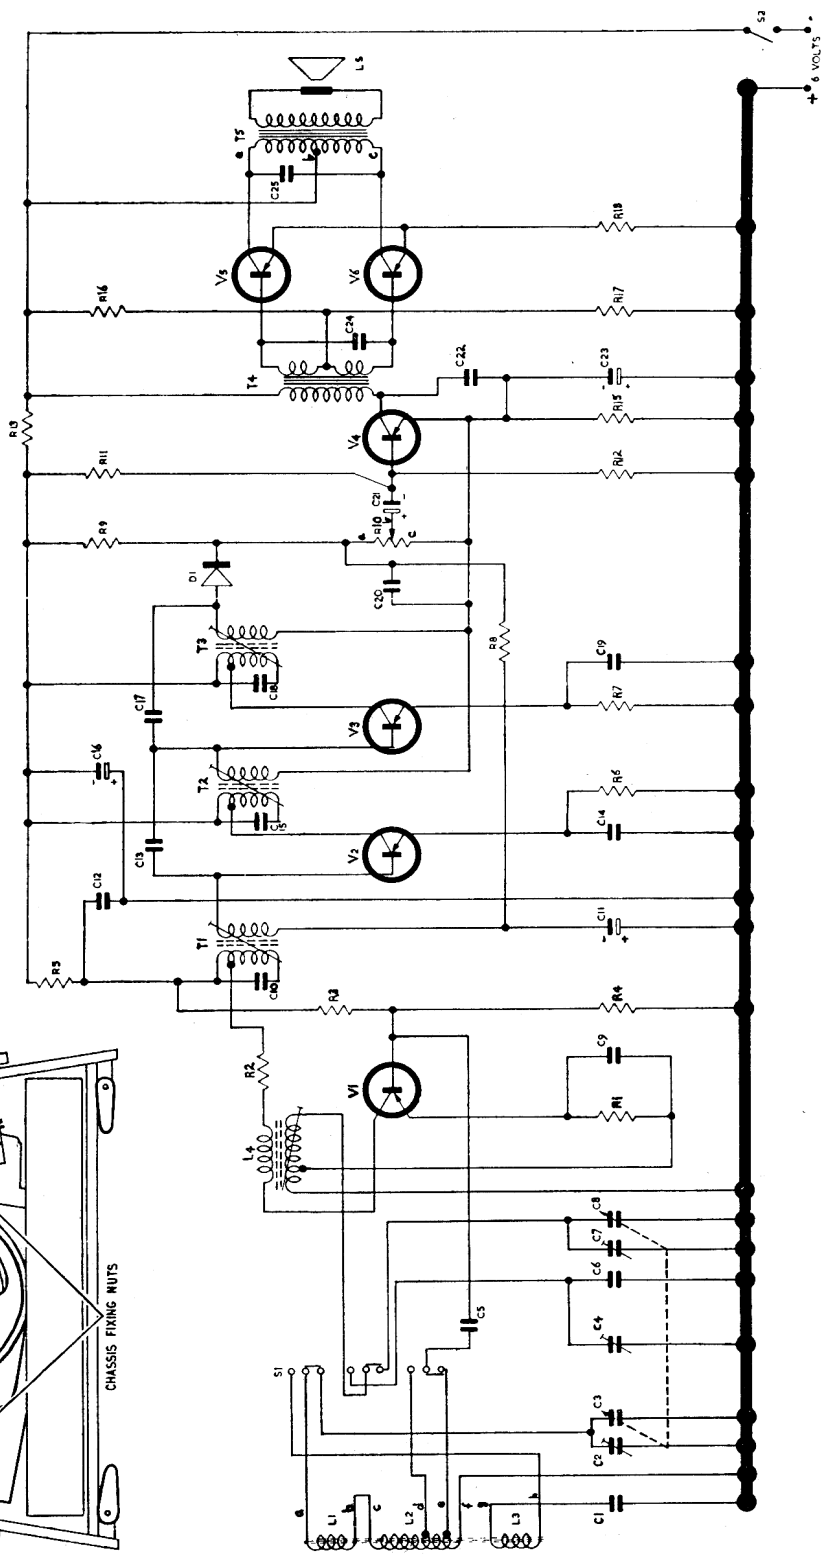 CHASSIS FIXING NUTS
S2
-
6 VOLTS
+
LS
T5
a
b
c
C25
V5
V6
R18
R16
R17
C24
T4
C22
C23
-
+
R13
V4
R15
R11
R12
C21
-
+
R10
a
c
R9
D1
C20
R8
C17
T3
C18
C19
V3
R7
C16
-
+
T2
C15
R6
C13
V2
C14
C12
T1
C11
-
+
C10
R5
R3
R4
R2
V1
C9
R1
L4
C8
C7
C6
C5
C4
S1
C3
C2
a
L1
b
c
L2
d
e
f
g
L3
h
C1